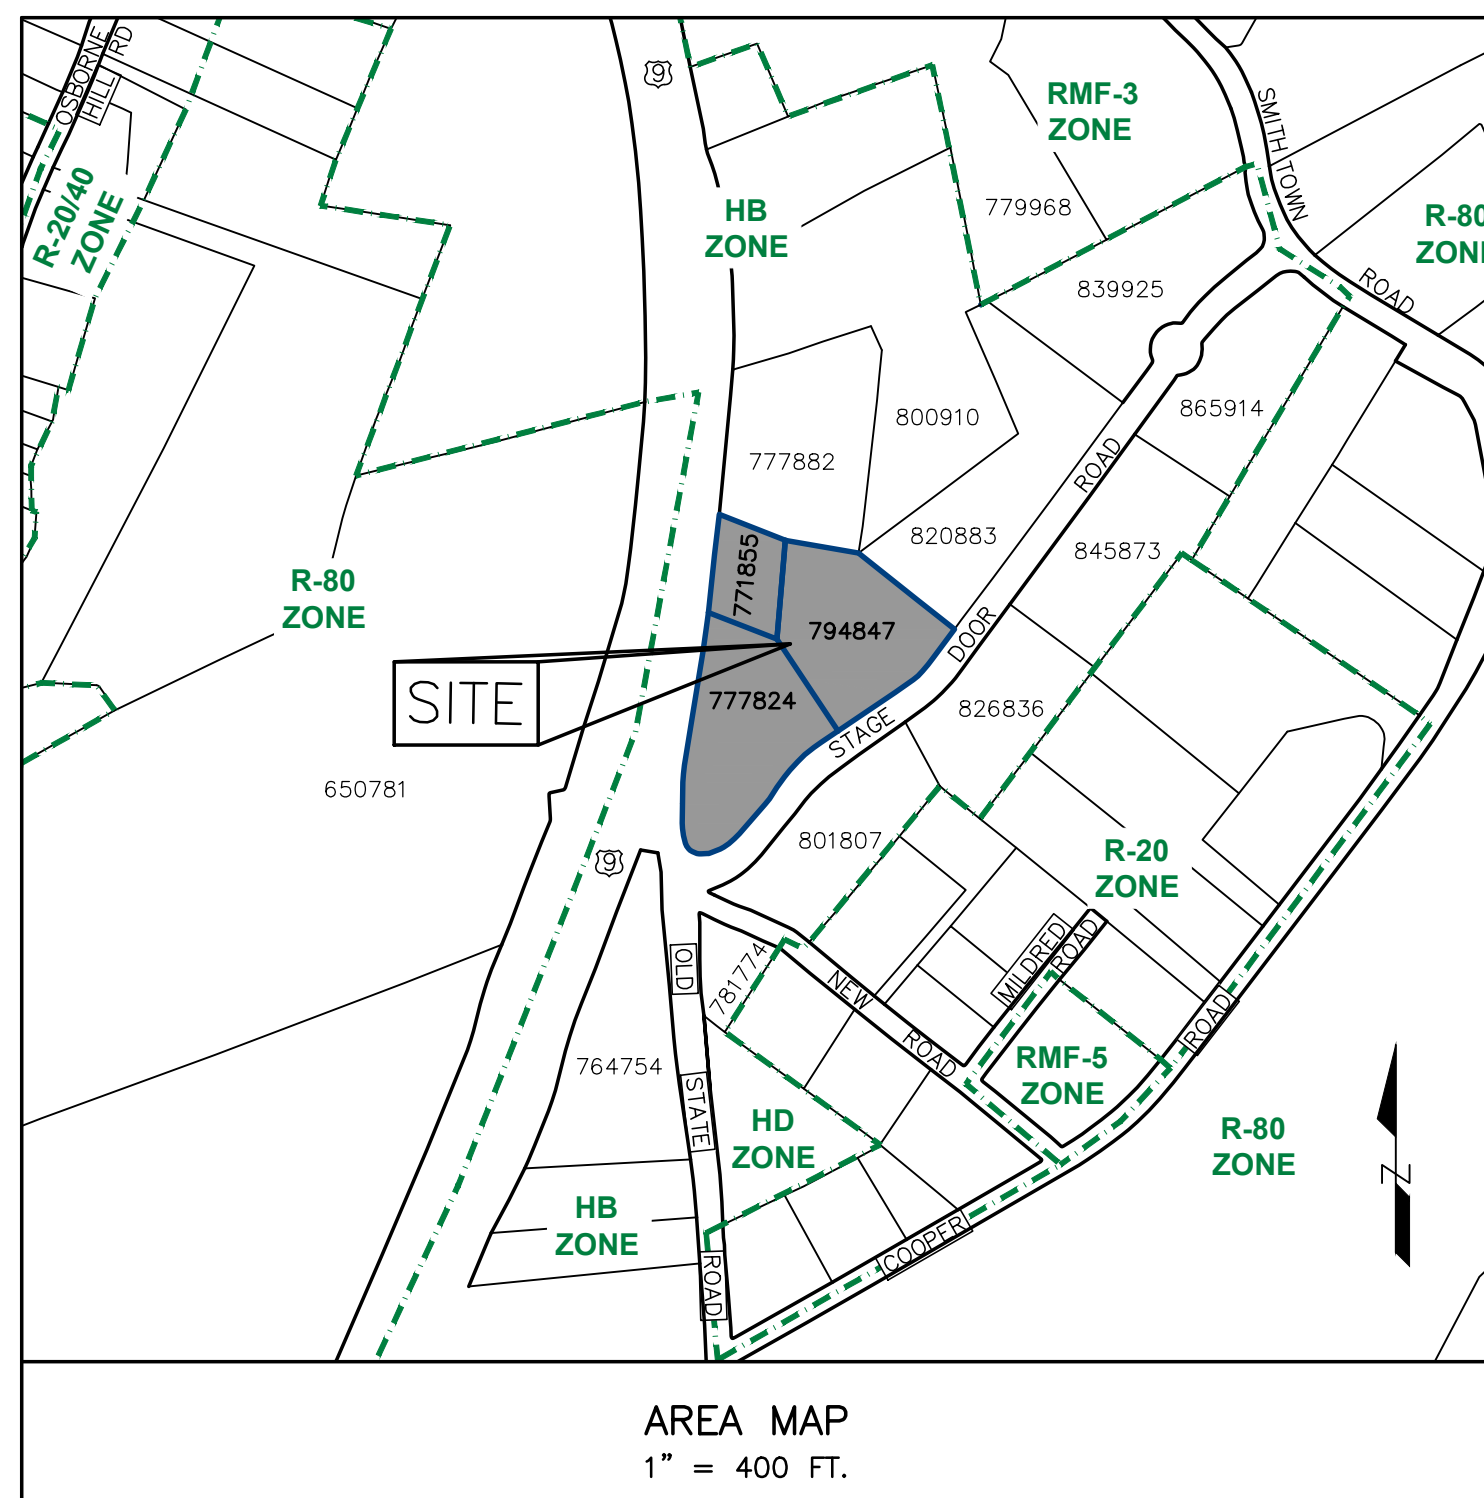 OSBORNE
HILL
RD
9
RMF-3
ZONE
SMITHTOWN
ROAD
R-20/40
ZONE
HB
ZONE
779968
R-80
839925
865914
800910
777882
ROAD
820883
845873
771855
R-80
ZONE
794847
DOOR
SITE
777824
826836
STAGE
650781
801807
9
R-20
ZONE
MILDRED
ROAD
OLD
781774
NEW
ROAD
ROAD
764754
STATE
RMF-5
ZONE
HD
ZONE
R-80
ZONE
HB
ZONE
COOPER
ROAD
N
AREA MAP
1" = 400 FT.